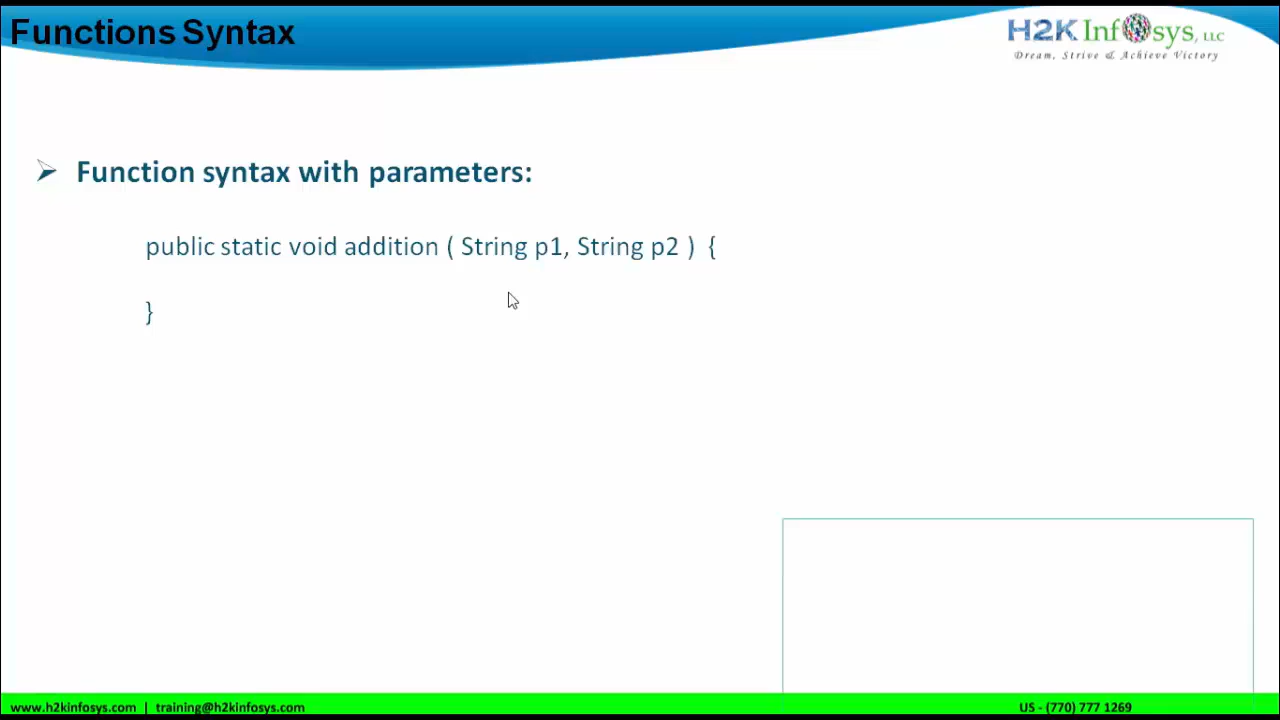 Functions Syntax
H2K Infosys, LLC
Dream, Strive & Achieve Victory
➢ Function syntax with parameters:
public static void addition ( String p1, String p2 ) {
}
www.h2kinfosys.com | training@h2kinfosys.com
US - (770) 777 1269